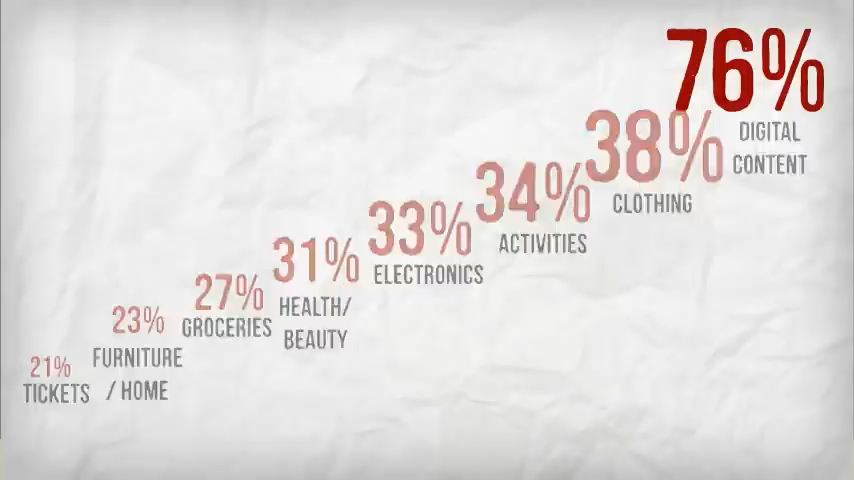 76%
DIGITAL
CONTENT
38%
CLOTHING
34%
ACTIVITIES
33%
ELECTRONICS
31%
HEALTH/
BEAUTY
27%
GROCERIES
23%
FURNITURE
/ HOME
21%
TICKETS